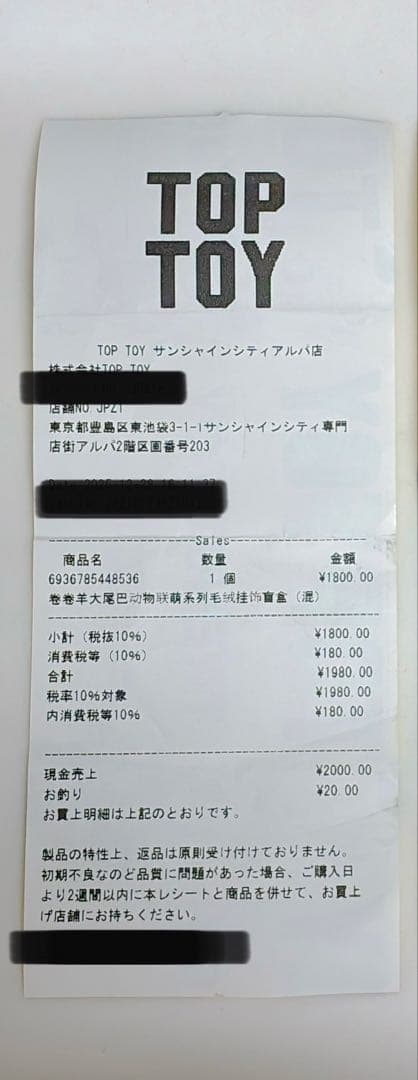 TOP
TOY
TOP TOY サンシャインシティアルパ店
株式会社TOP TOY
店舗NO.JPZ1
東京都豊島区東池袋3-1-1サンシャインシティ専門
店街アルパ2階区画番号203
Sales
商品名 数量 金額
6936785448536 1 個 ¥1800.00
卷卷羊大尾巴动物联萌系列毛绒挂饰盲盒（混）
小計（税抜10%） ¥1800.00
消費税等（10%） ¥180.00
合計 ¥1980.00
税率10%対象 ¥1980.00
内消費税等10% ¥180.00
現金売上 ¥2000.00
お釣り ¥20.00
お買上明細は上記のとおりです。
製品の特性上、返品は原則受け付けておりません。
初期不良なのど品質に問題があった場合、ご購入日
より2週間以内に本レシートと商品を併せて、お買上
げ店舗にお持ちください。